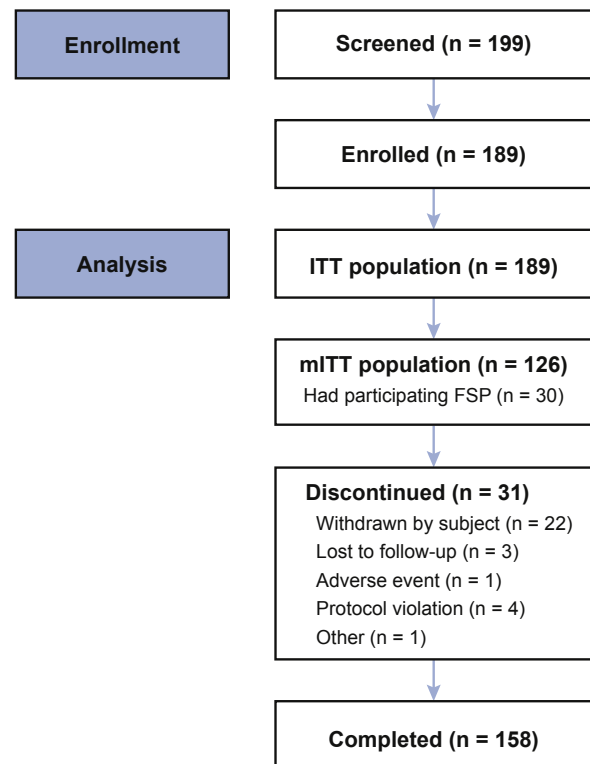 Enrollment
Screened (n = 199)
Enrolled (n = 189)
Analysis
ITT population (n = 189)
mITT population (n = 126)
Had participating FSP (n = 30)
Discontinued (n = 31)
Withdrawn by subject (n = 22)
Lost to follow-up (n = 3)
Adverse event (n = 1)
Protocol violation (n = 4)
Other (n = 1)
Completed (n = 158)